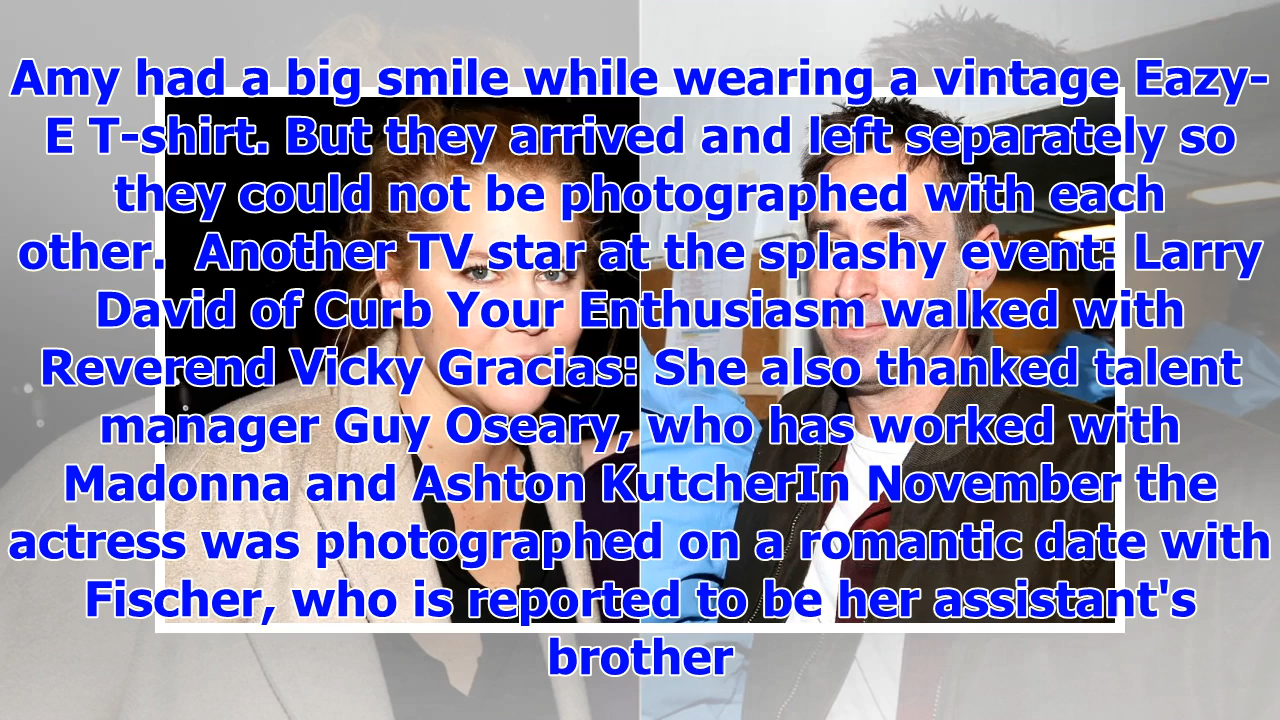 Amy had a big smile while wearing a vintage Eazy-
E T-shirt. But they arrived and left separately so
they could not be photographed with each
other.  Another TV star at the splashy event: Larry
David of Curb Your Enthusiasm walked with
Reverend Vicky Gracias: She also thanked talent
manager Guy Oseary, who has worked with
Madonna and Ashton KutcherIn November the
actress was photographed on a romantic date with
Fischer, who is reported to be her assistant's
brother